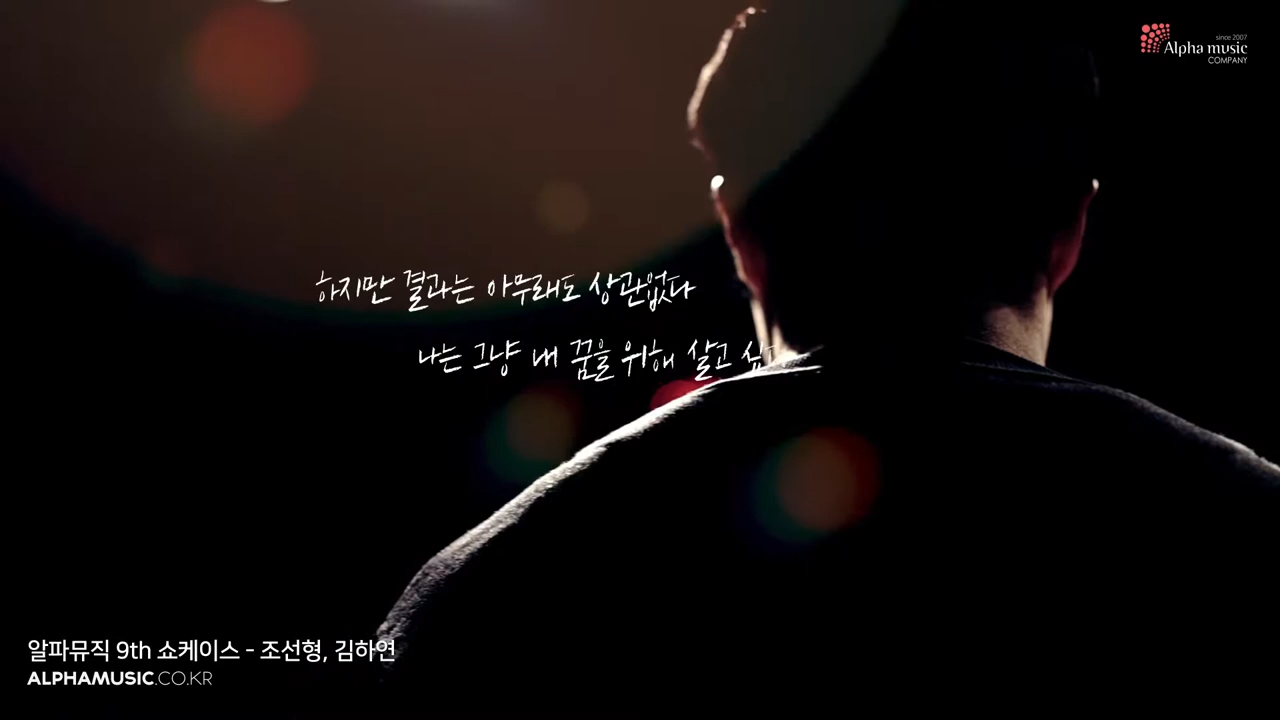 since 2007
Alpha music
COMPANY
하지만 결과는 아무래도 상관없다
나는 그냥 내 꿈을 위해 살고 싶다
알파뮤직 9th 쇼케이스 - 조선형, 김하연
ALPHAMUSIC.CO.KR